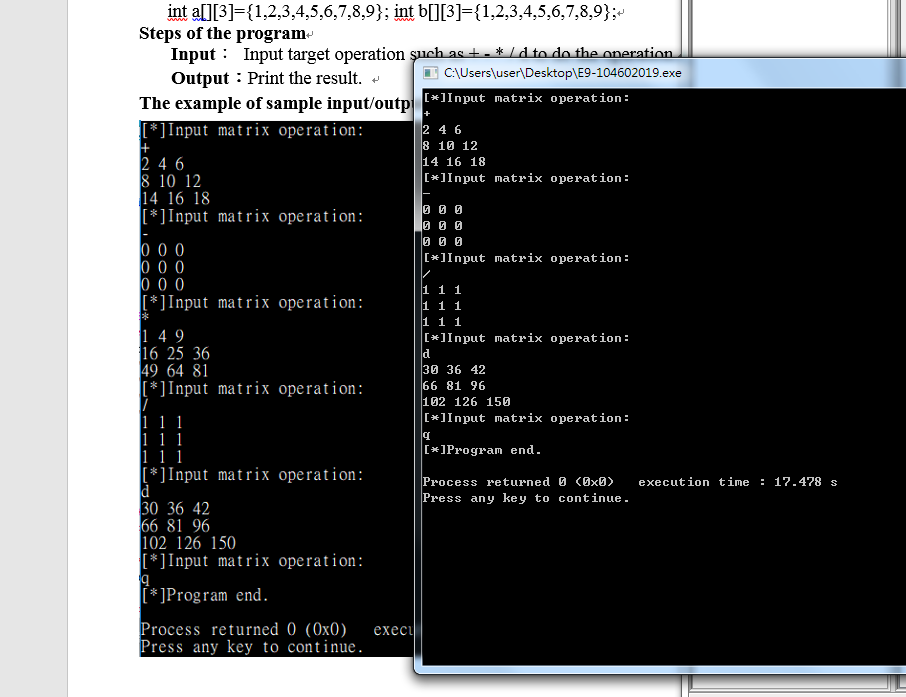 int a[][3]={1,2,3,4,5,6,7,8,9}; int b[][3]={1,2,3,4,5,6,7,8,9};
Steps of the program
Input： Input target operation such as + - * / d to do the operation
Output：Print the result.
The example of sample input/outp
[*]Input matrix operation:
+
2 4 6
8 10 12
14 16 18
[*]Input matrix operation:
-
0 0 0
0 0 0
0 0 0
[*]Input matrix operation:
*
1 4 9
16 25 36
49 64 81
[*]Input matrix operation:
/
1 1 1
1 1 1
1 1 1
[*]Input matrix operation:
d
30 36 42
66 81 96
102 126 150
[*]Input matrix operation:
q
[*]Program end.
Process returned 0 (0x0) execu
Press any key to continue.
C:\Users\user\Desktop\E9-104602019.exe
[*]Input matrix operation:
+
2 4 6
8 10 12
14 16 18
[*]Input matrix operation:
-
0 0 0
0 0 0
0 0 0
[*]Input matrix operation:
/
1 1 1
1 1 1
1 1 1
[*]Input matrix operation:
d
30 36 42
66 81 96
102 126 150
[*]Input matrix operation:
q
[*]Program end.
Process returned 0 (0x0) execution time : 17.478 s
Press any key to continue.